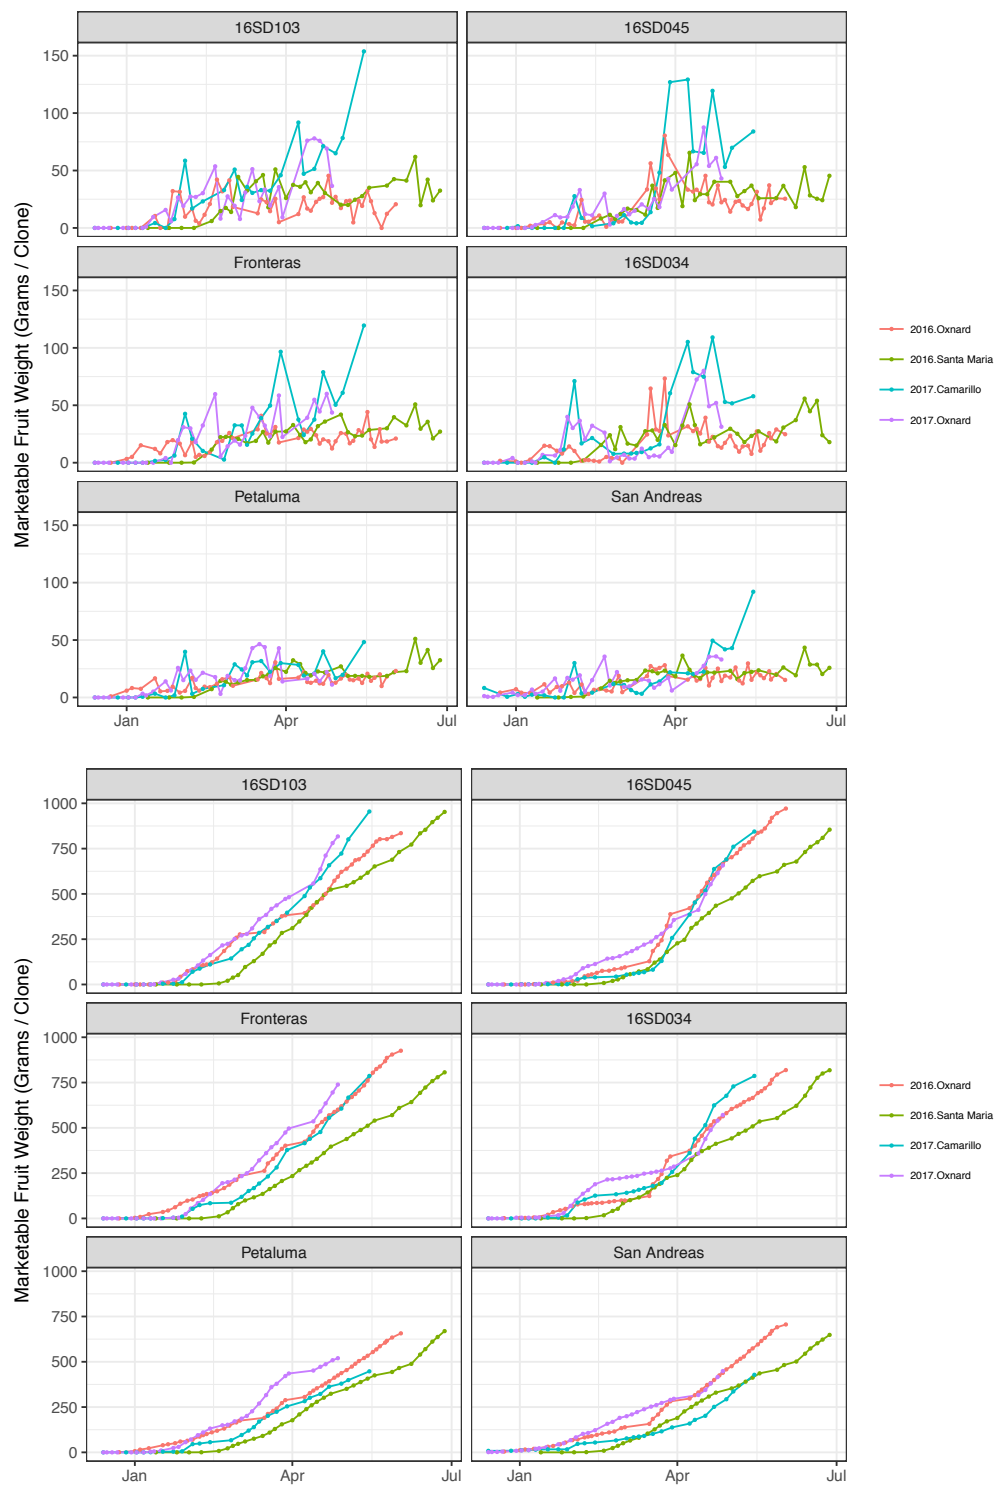 16SD103
16SD045
150
100
50
0
Fronteras
16SD034
150
100
50
0
Petaluma
San Andreas
150
100
50
0
Jan
Apr
Jul
Jan
Apr
Jul
Marketable Fruit Weight (Grams / Clone)
2016.Oxnard
2016.Santa Maria
2017.Camarillo
2017.Oxnard
16SD103
16SD045
1000
750
500
250
0
Fronteras
16SD034
1000
750
500
250
0
Petaluma
San Andreas
1000
750
500
250
0
Jan
Apr
Jul
Jan
Apr
Jul
Marketable Fruit Weight (Grams / Clone)
2016.Oxnard
2016.Santa Maria
2017.Camarillo
2017.Oxnard